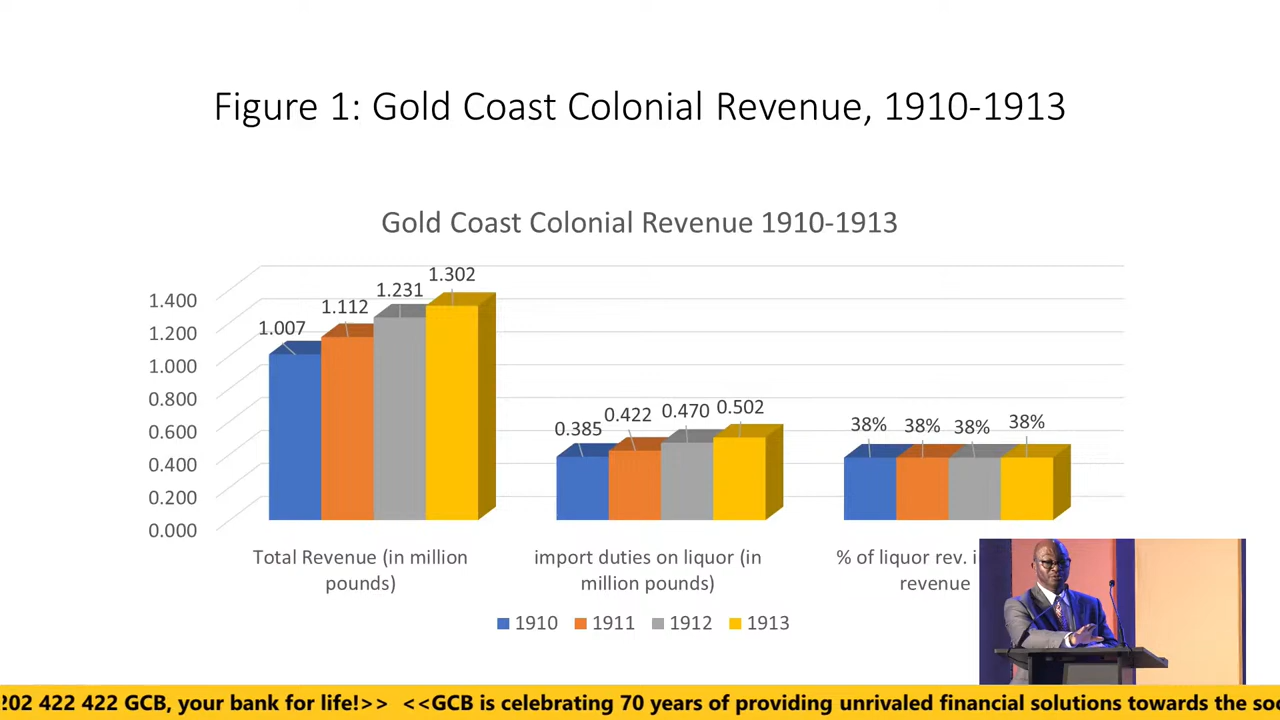 Figure 1: Gold Coast Colonial Revenue, 1910-1913
Gold Coast Colonial Revenue 1910-1913
1.400
1.200
1.000
0.800
0.600
0.400
0.200
0.000
1.007
1.112
1.231
1.302
0.385
0.422
0.470
0.502
38%
38%
38%
38%
Total Revenue (in million
pounds)
import duties on liquor (in
million pounds)
% of liquor rev.
revenue
1910
1911
1912
1913
202 422 422 GCB, your bank for life!>> <<GCB is celebrating 70 years of providing unrivaled financial solutions towards the